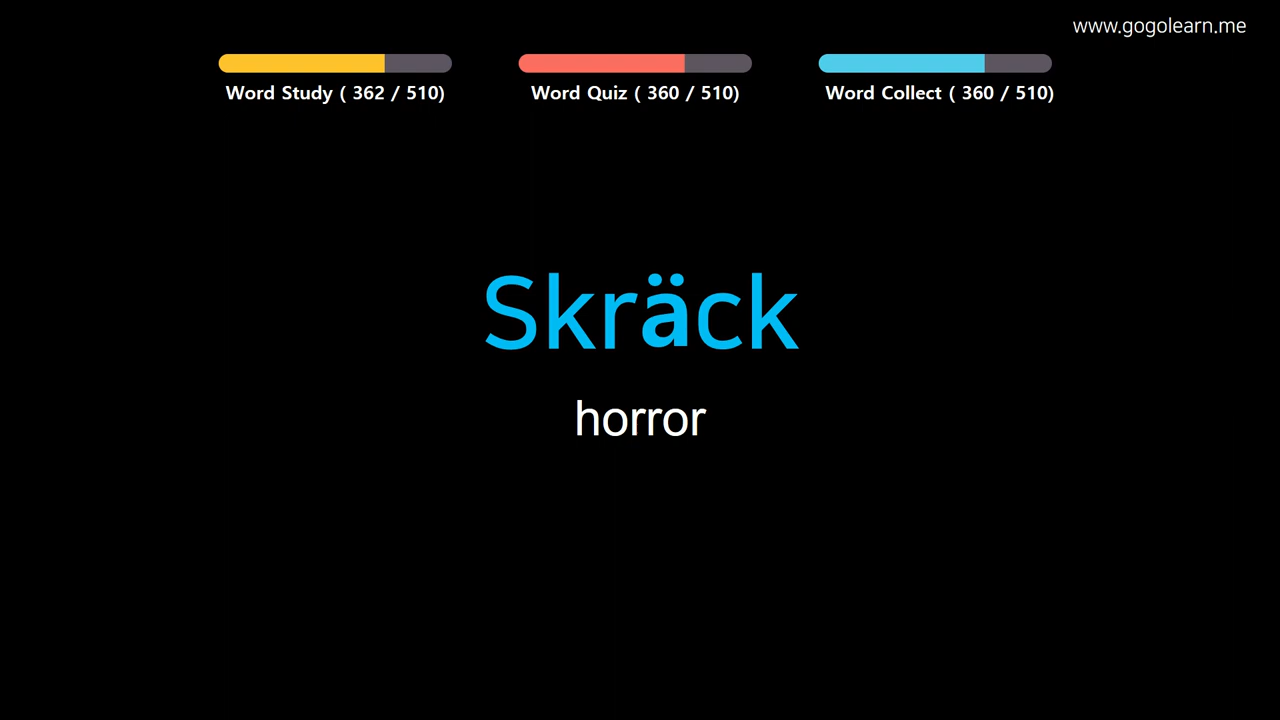 www.gogolearn.me
Word Study ( 362 / 510)
Word Quiz ( 360 / 510)
Word Collect ( 360 / 510)
Skräck
horror